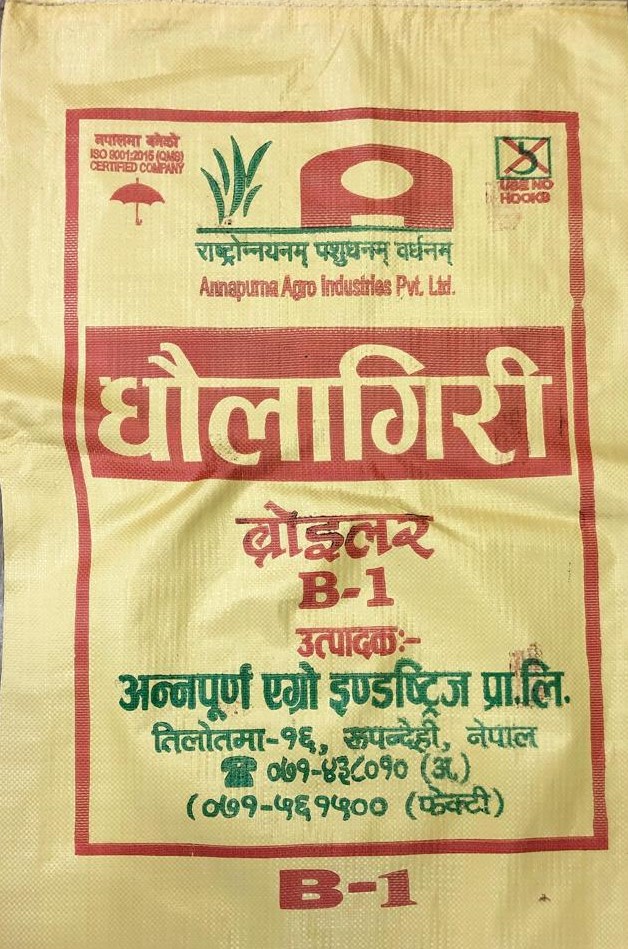 नेपालमा बनेको
ISO 9001:2015 (QMS)
CERTIFIED COMPANY
USE NO
HOOKS
राष्ट्रोन्नयनम् पशुधनम् वर्धनम्
Annapurna Agro Industries Pvt. Ltd.
धौलागिरी
ब्रोइलर
B-1
उत्पादकः-
अन्नपूर्ण एग्रो इण्डष्ट्रिज प्रा.लि.
तिलोतमा-१६, रूपन्देही, नेपाल
☎ ०७१-४३८०१० (अ.)
(०७१-५६१५०० (फेक्टी)
B-1